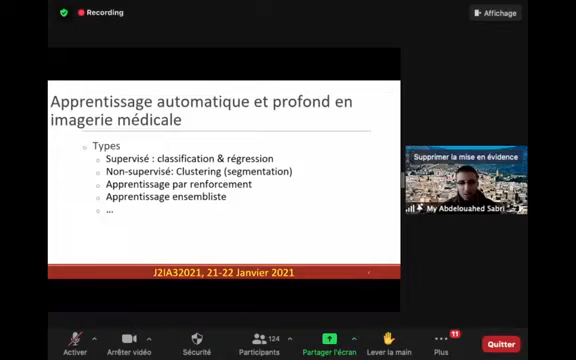 Recording
Affichage
Apprentissage automatique et profond en
imagerie médicale
Types
Supervisé : classification & régression
Non-supervisé: Clustering (segmentation)
Apprentissage par renforcement
Apprentissage ensembliste
...
J2IA32021, 21-22 Janvier 2021
Supprimer la mise en évidence
My Abdelouahed Sabri
Activer
Arrêter vidéo
Sécurité
124
Participants
Partager l'écran
Lever la main
11
Plus
Quitter